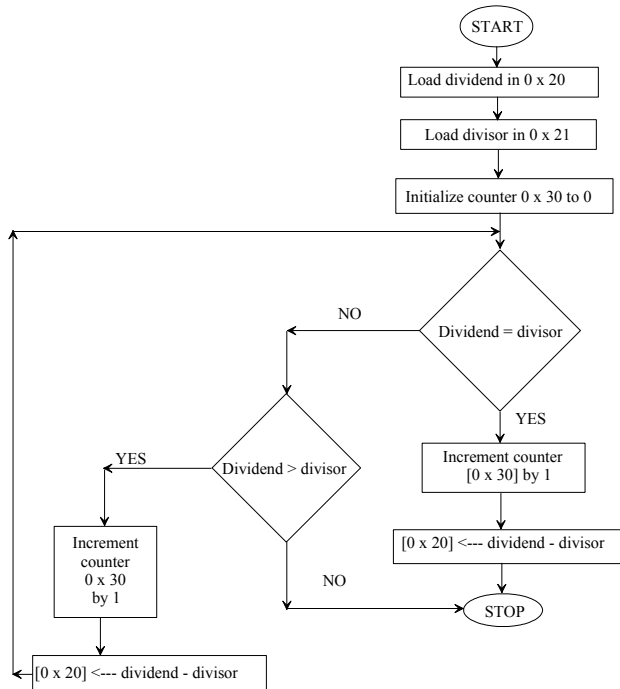 START
Load dividend in 0 x 20
Load divisor in 0 x 21
Initialize counter 0 x 30 to 0
NO
Dividend = divisor
YES
Increment counter
[0 x 30] by 1
YES
Dividend > divisor
[0 x 20] <--- dividend - divisor
Increment
counter
0 x 30
by 1
NO
STOP
[0 x 20] <--- dividend - divisor